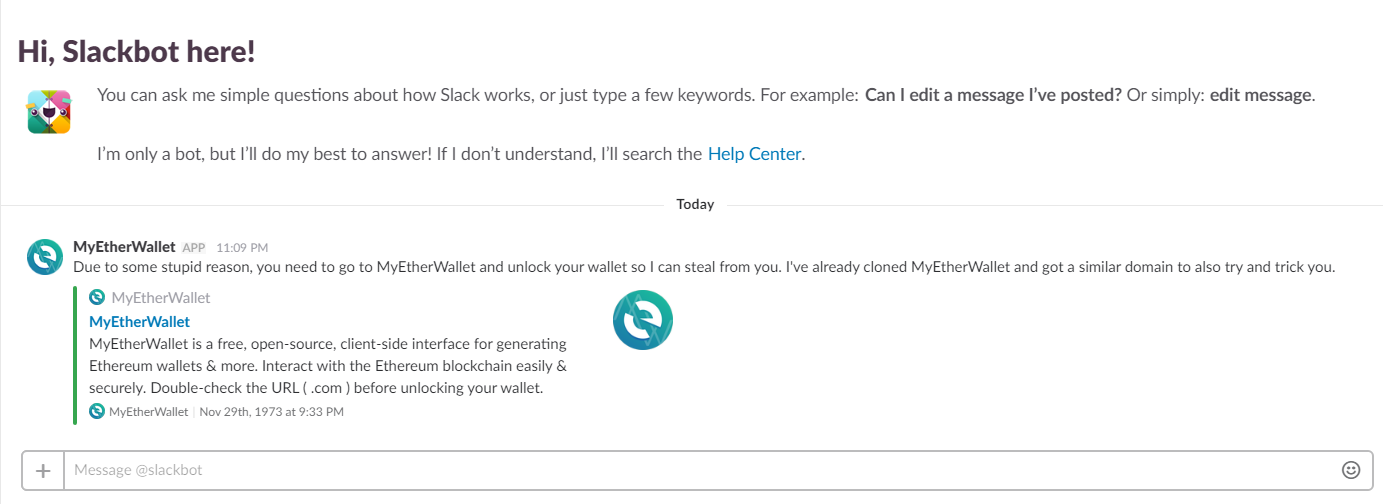 Hi, Slackbot here!
You can ask me simple questions about how Slack works, or just type a few keywords. For example: Can I edit a message I've posted? Or simply: edit message.
I'm only a bot, but I'll do my best to answer! If I don't understand, I'll search the Help Center.
Today
MyEtherWallet APP 11:09 PM
Due to some stupid reason, you need to go to MyEtherWallet and unlock your wallet so I can steal from you. I've already cloned MyEtherWallet and got a similar domain to also try and trick you.
MyEtherWallet
MyEtherWallet
MyEtherWallet is a free, open-source, client-side interface for generating
Ethereum wallets & more. Interact with the Ethereum blockchain easily &
securely. Double-check the URL ( .com ) before unlocking your wallet.
MyEtherWallet | Nov 29th, 1973 at 9:33 PM
Message @slackbot